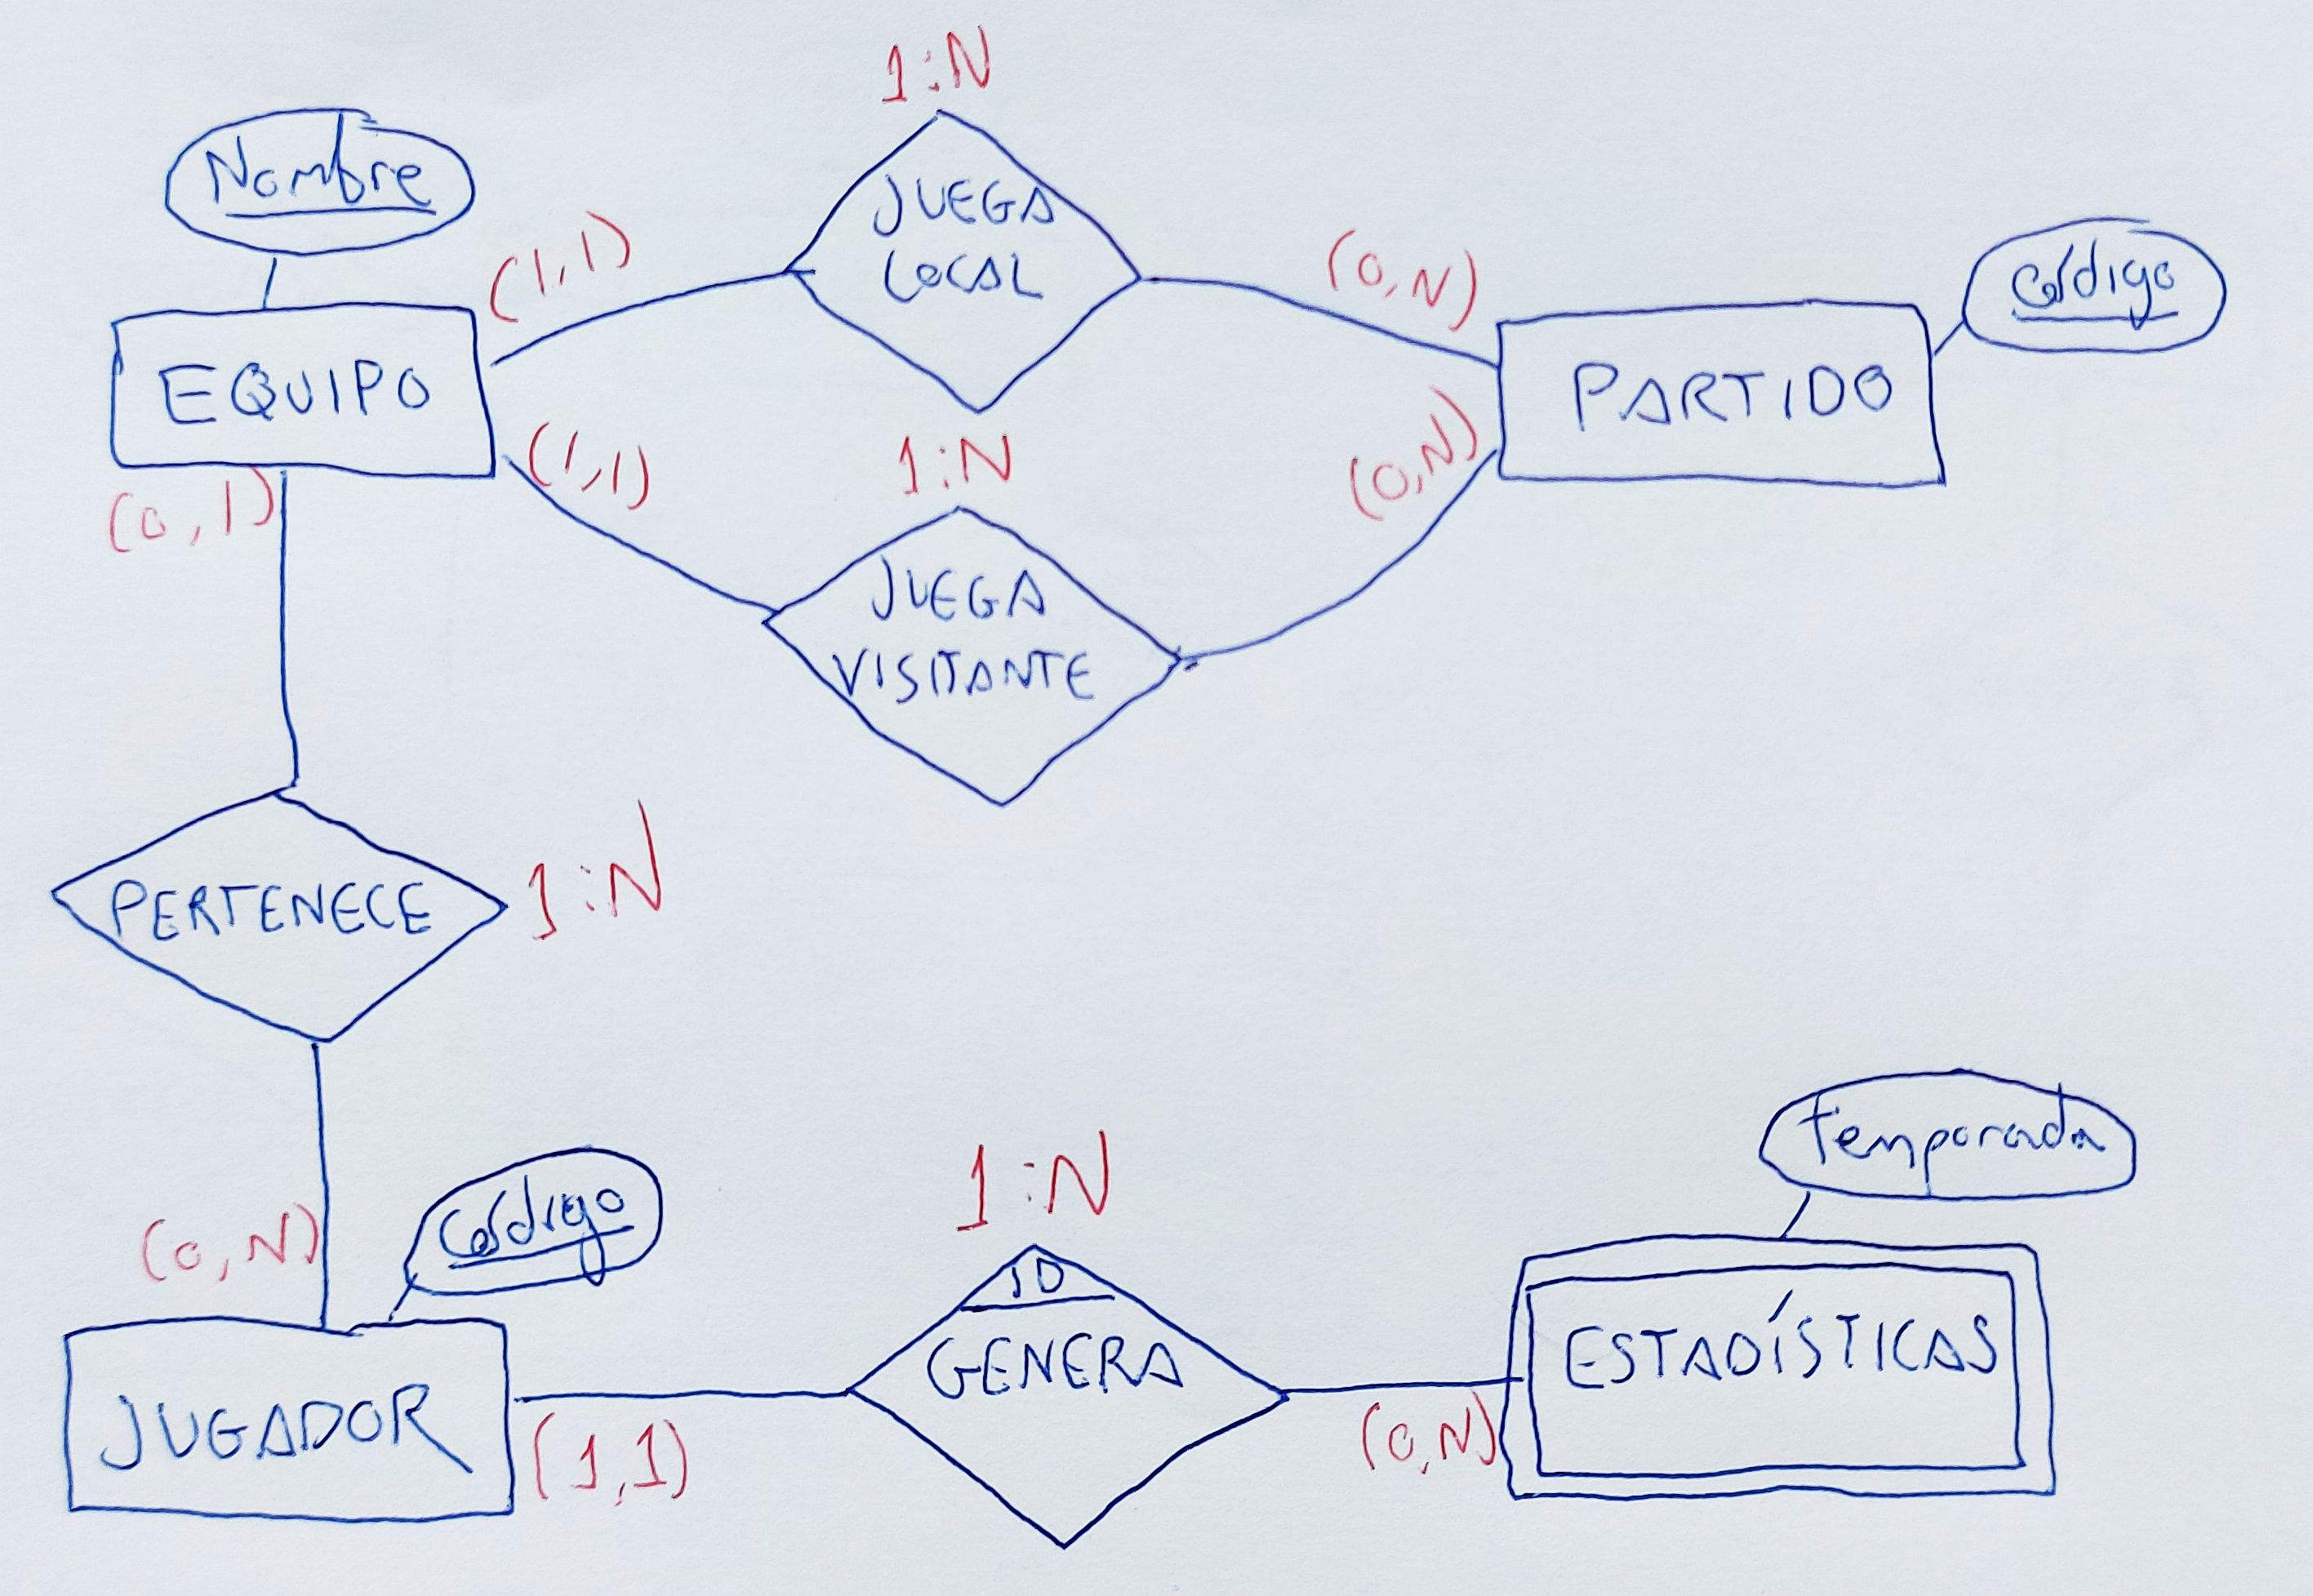 1:N
Nombre
JUEGA
LOCAL
(1,1)
(0,N)
Código
EQUIPO
PARTIDO
(0,1)
(1,1)
1:N
(0,N)
JUEGA
VISITANTE
PERTENECE
1:N
Temporada
1:N
Código
(0,N)
ID
GENERA
ESTADÍSTICAS
JUGADOR
(1,1)
(0,N)